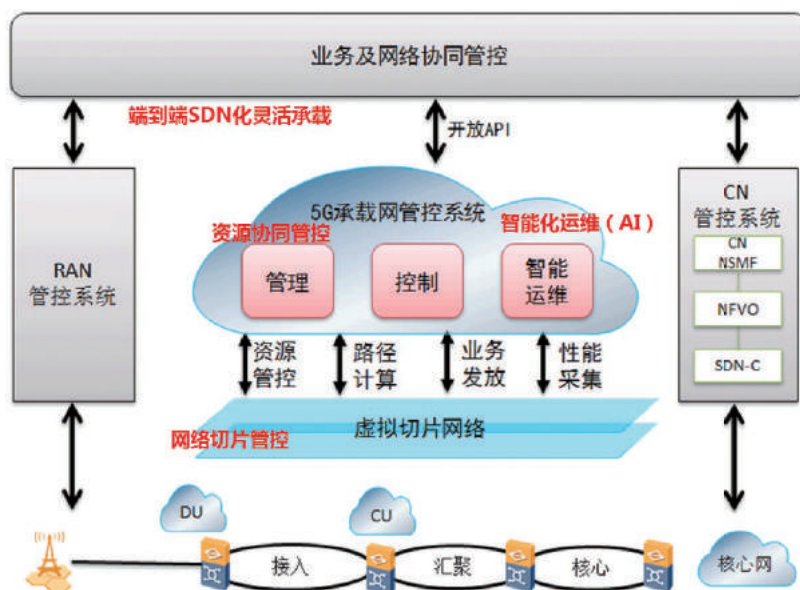 业务及网络协同管控
端到端SDN化灵活承载
开放API
RAN
管控系统
5G承载网管控系统
资源协同管控
智能化运维（AI）
管理
控制
智能
运维
CN
管控系统
CN
NSMF
NFVO
SDN-C
资源
管控
路径
计算
业务
发放
性能
采集
虚拟切片网络
网络切片管控
DU
CU
接入
汇聚
核心
核心网